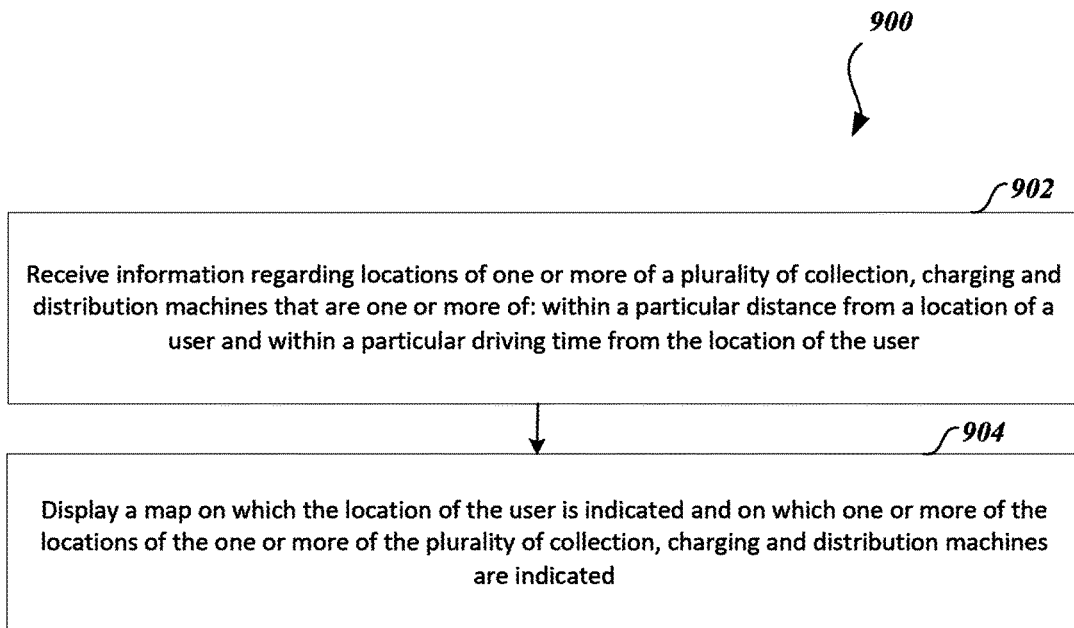 900
902
Receive information regarding locations of one or more of a plurality of collection, charging and
distribution machines that are one or more of: within a particular distance from a location of a
user and within a particular driving time from the location of the user
904
Display a map on which the location of the user is indicated and on which one or more of the
locations of the one or more of the plurality of collection, charging and distribution machines
are indicated